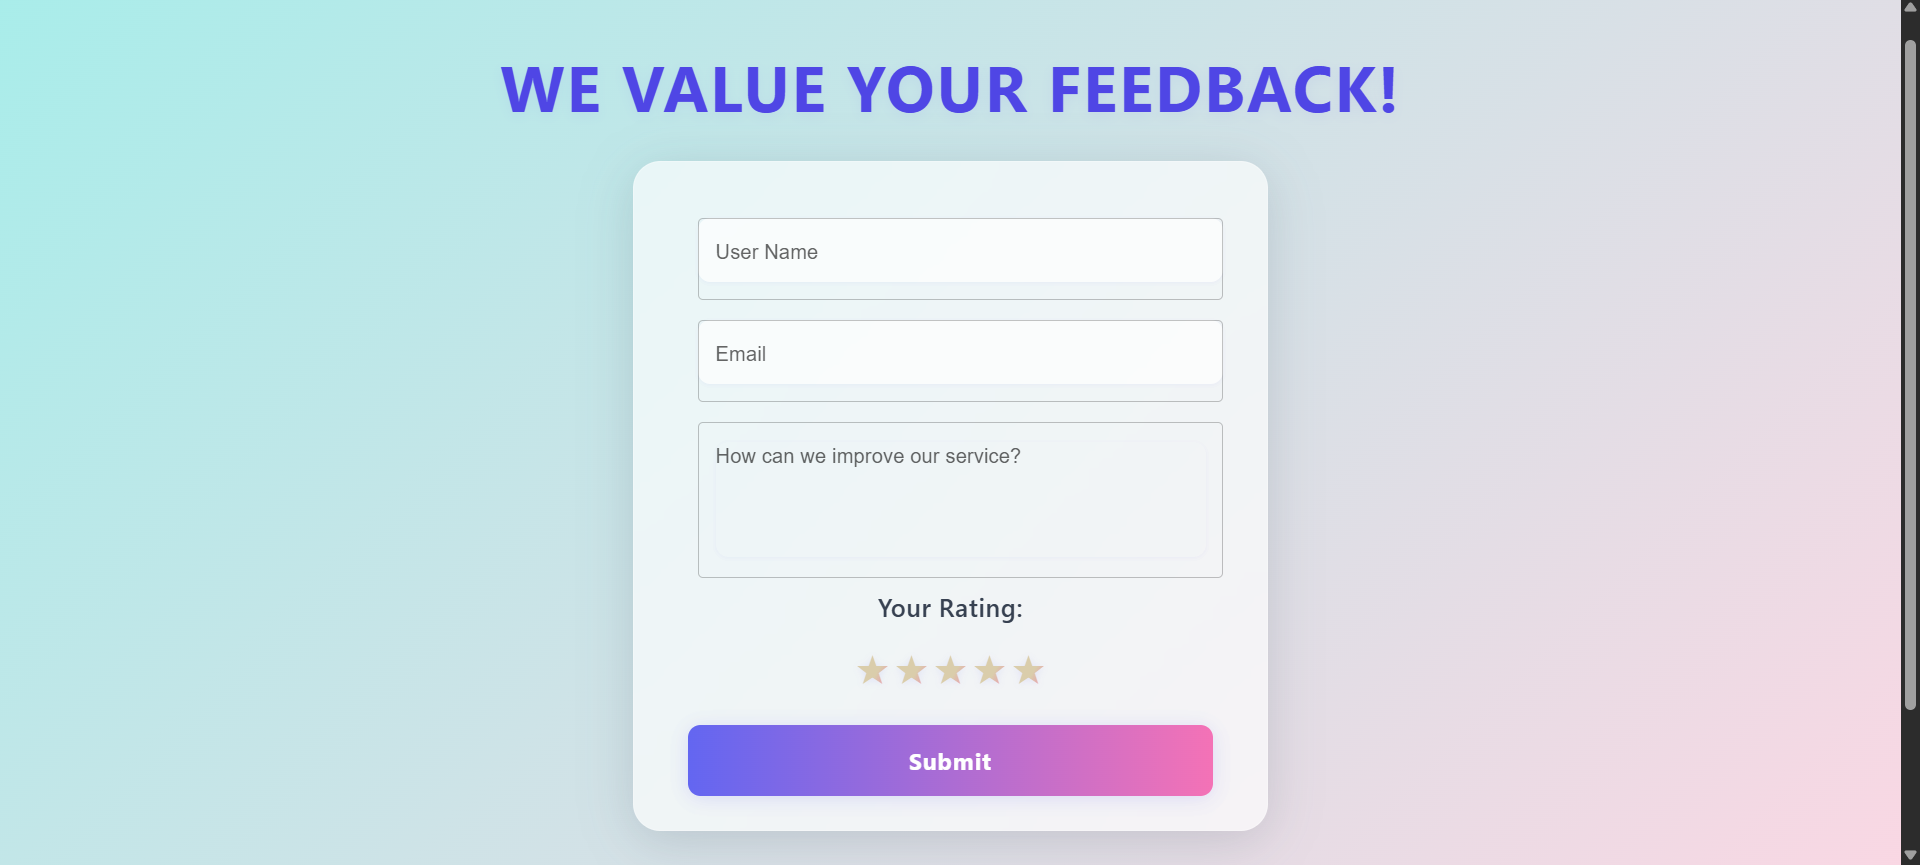 WE VALUE YOUR FEEDBACK!
User Name
Email
How can we improve our service?
Your Rating:
Submit